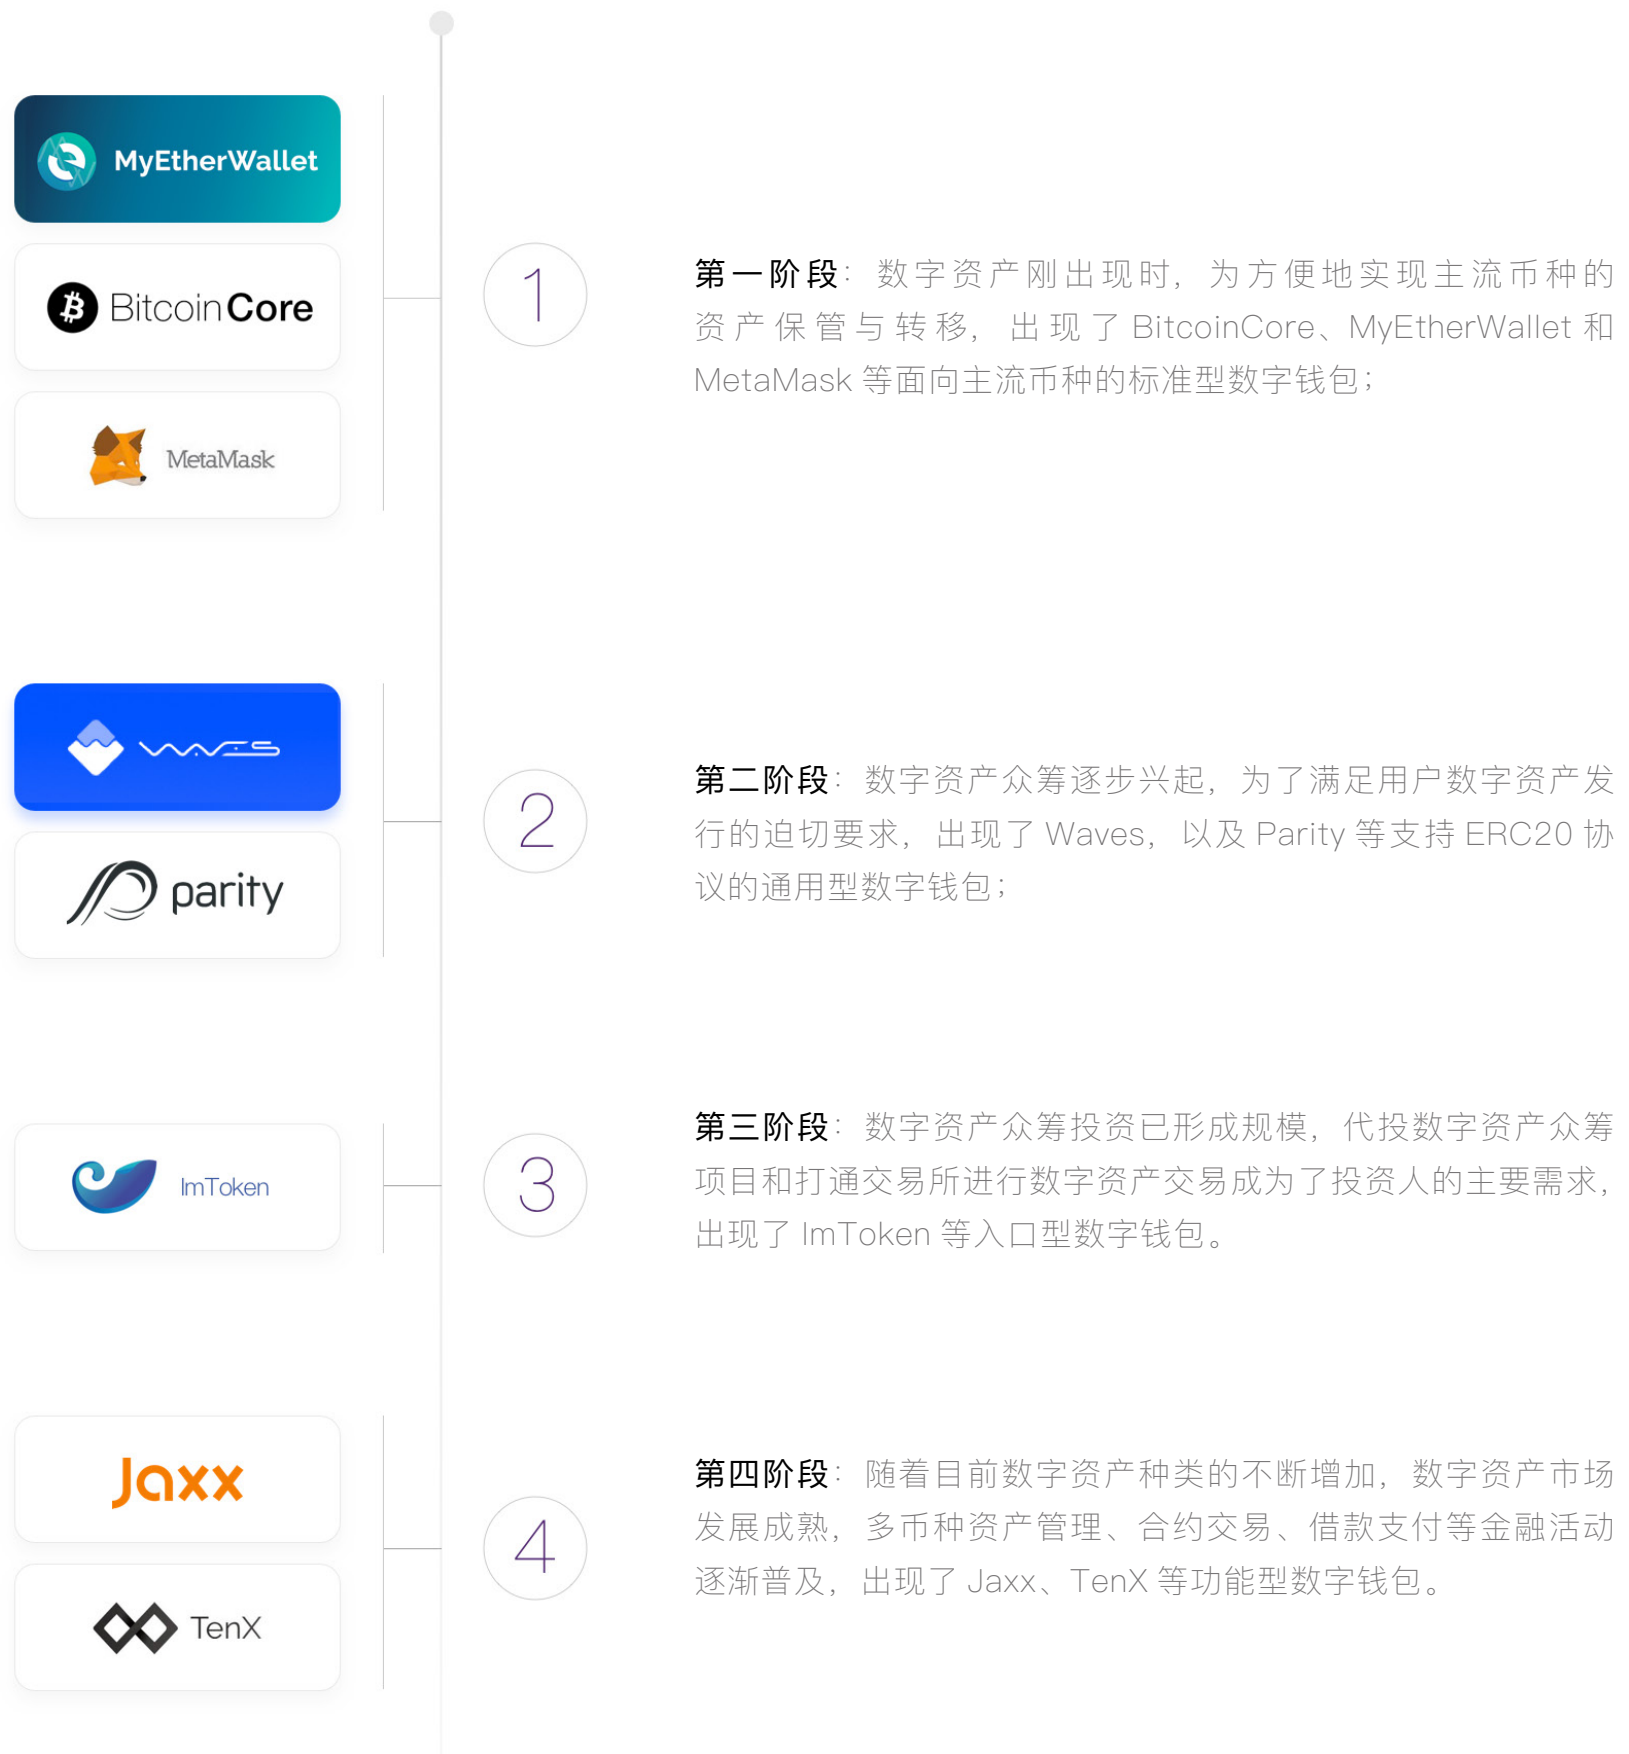 MyEtherWallet
Bitcoin Core
MetaMask
1
第一阶段：数字资产刚出现时，为方便地实现主流币种的
资产保管与转移，出现了 BitcoinCore、MyEtherWallet 和
MetaMask 等面向主流币种的标准型数字钱包；
WAVES
parity
2
第二阶段：数字资产众筹逐步兴起，为了满足用户数字资产发
行的迫切要求，出现了 Waves，以及 Parity 等支持 ERC20 协
议的通用型数字钱包；
ImToken
3
第三阶段：数字资产众筹投资已形成规模，代投数字资产众筹
项目和打通交易所进行数字资产交易成为了投资人的主要需求，
出现了 ImToken 等入口型数字钱包。
Jaxx
TenX
4
第四阶段：随着目前数字资产种类的不断增加，数字资产市场
发展成熟，多币种资产管理、合约交易、借款支付等金融活动
逐渐普及，出现了 Jaxx、TenX 等功能型数字钱包。